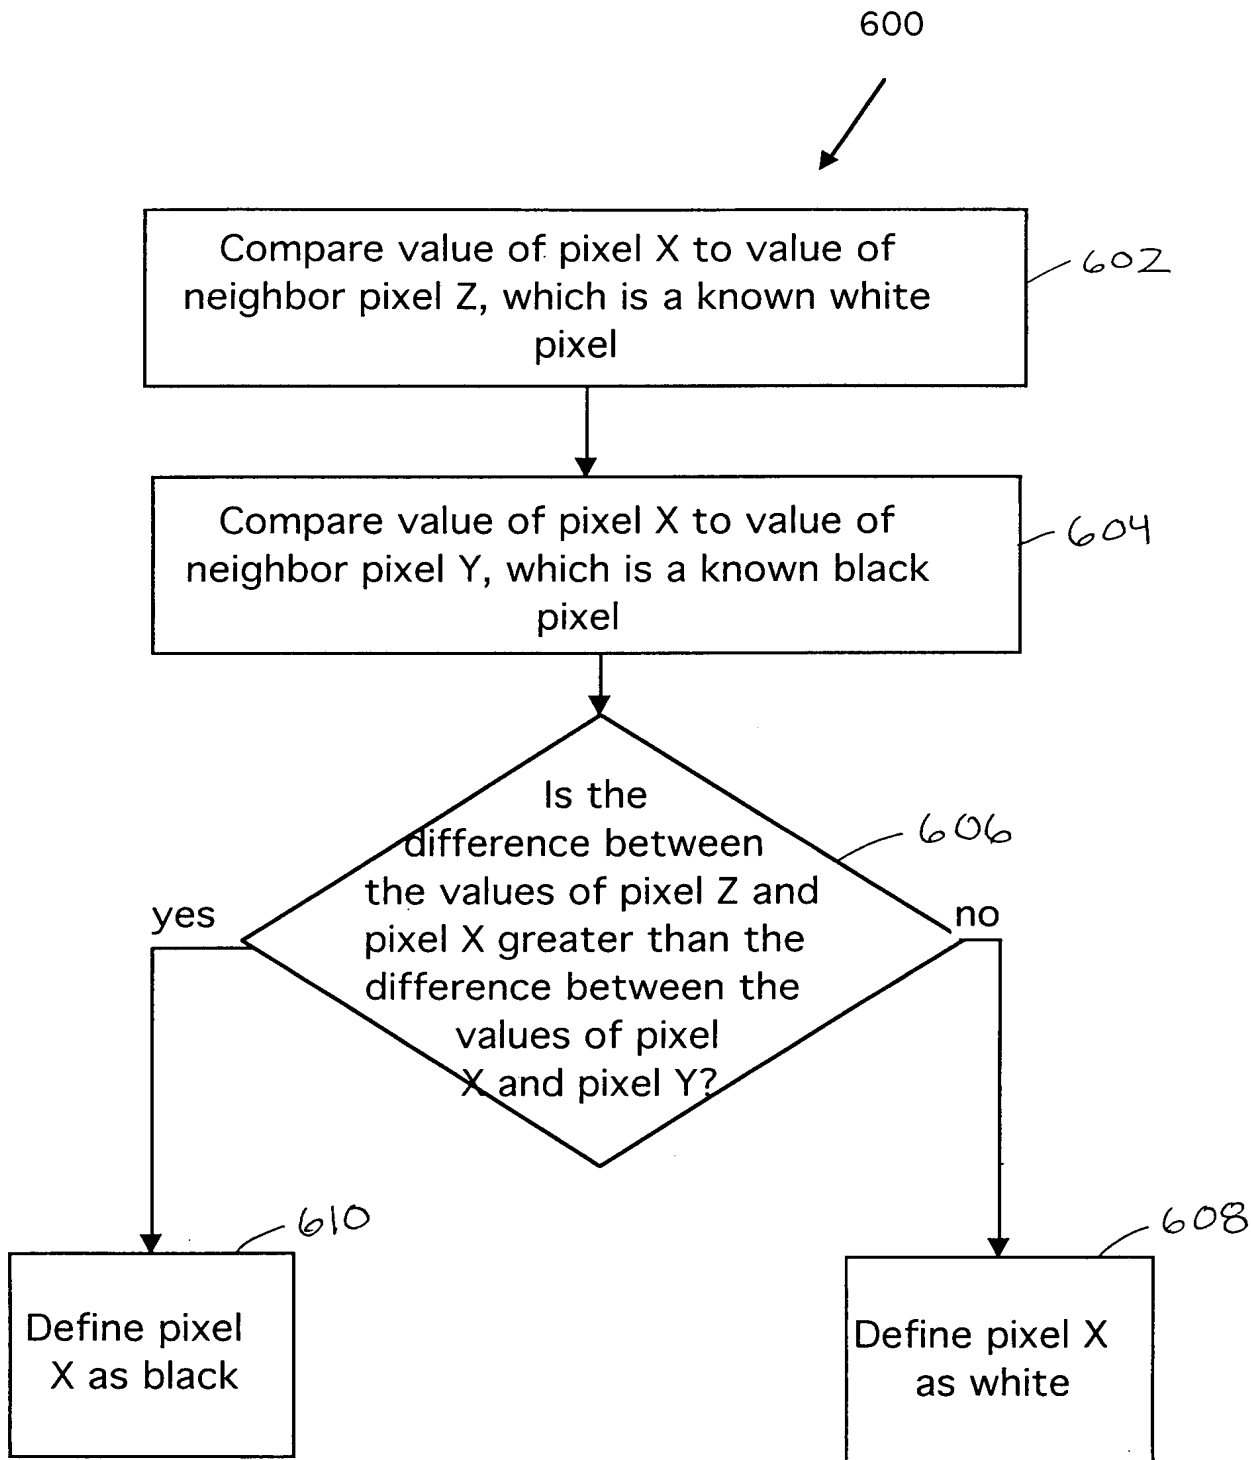 600
Compare value of pixel X to value of
neighbor pixel Z, which is a known white
pixel
602
Compare value of pixel X to value of
neighbor pixel Y, which is a known black
pixel
604
Is the
difference between
the values of pixel Z and
pixel X greater than the
difference between the
values of pixel
X and pixel Y?
606
yes
no
610
608
Define pixel
X as black
Define pixel X
as white